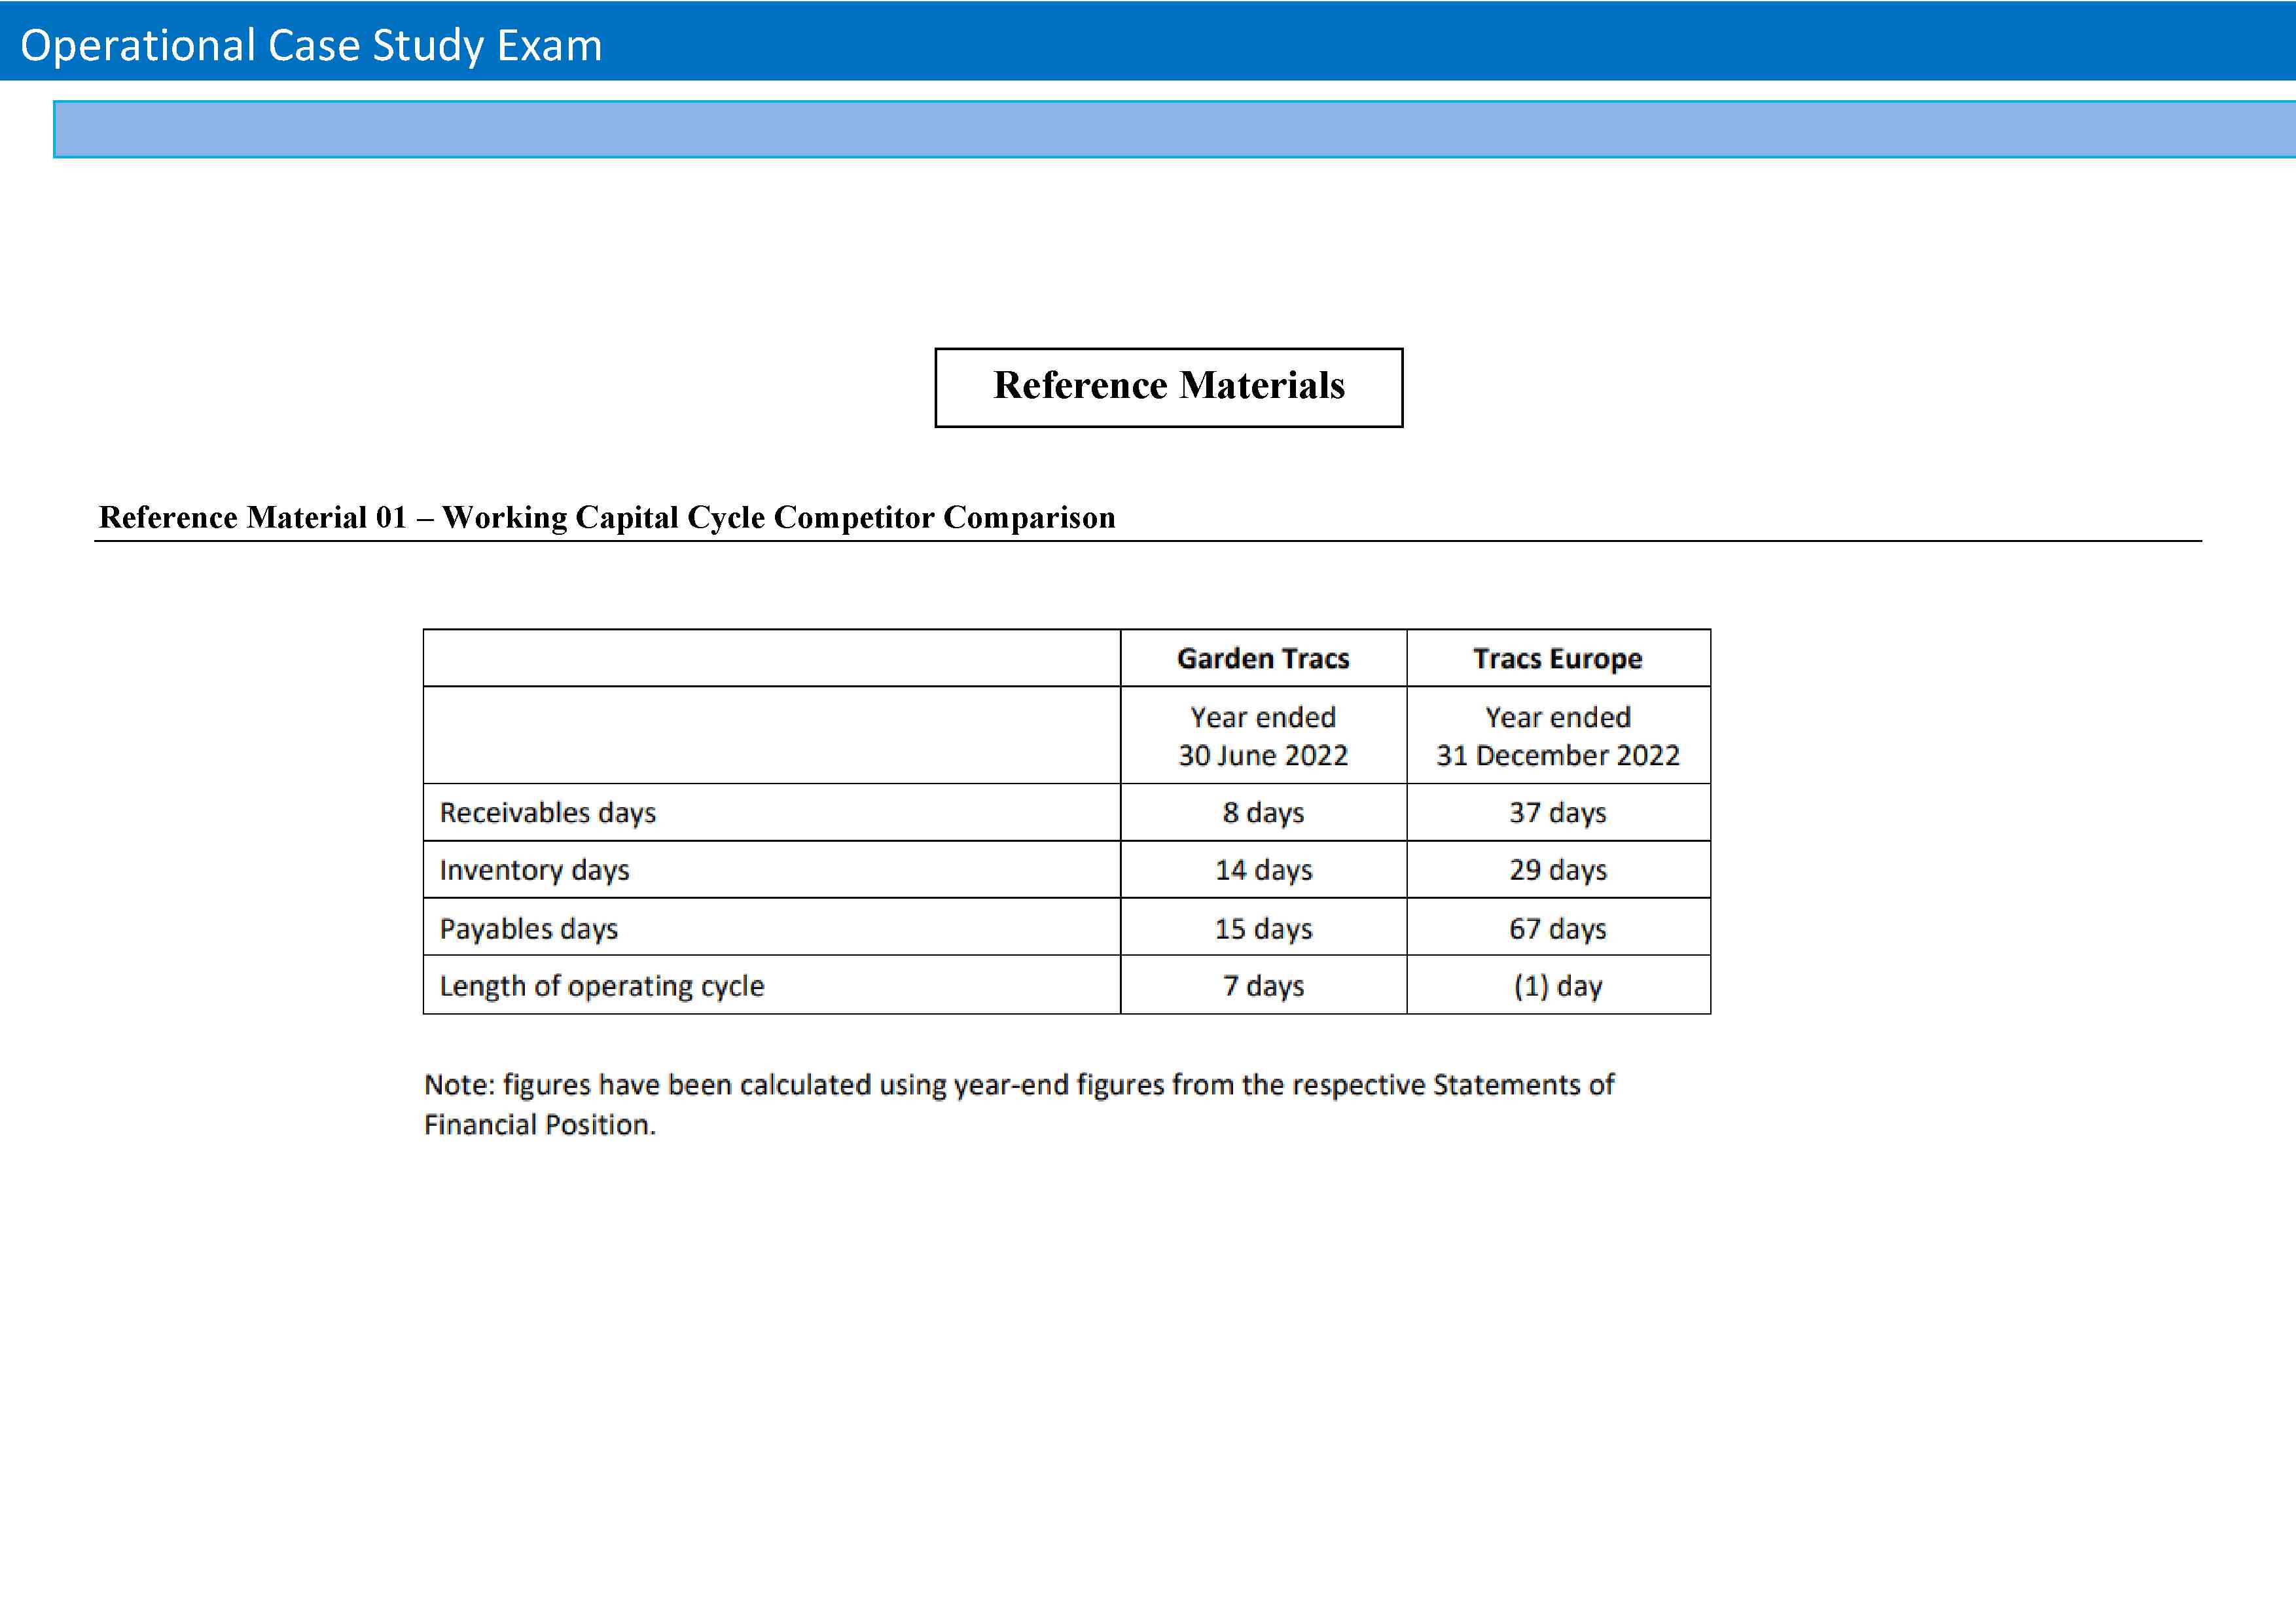 Operational Case Study Exam
Reference Materials
Reference Material 01 – Working Capital Cycle Competitor Comparison
Garden Tracs Tracs Europe
Year ended Year ended
30 June 2022 31 December 2022
Receivables days 8 days 37 days
Inventory days 14 days 29 days
Payables days 15 days 67 days
Length of operating cycle 7 days (1) day
Note: figures have been calculated using year-end figures from the respective Statements of
Financial Position.